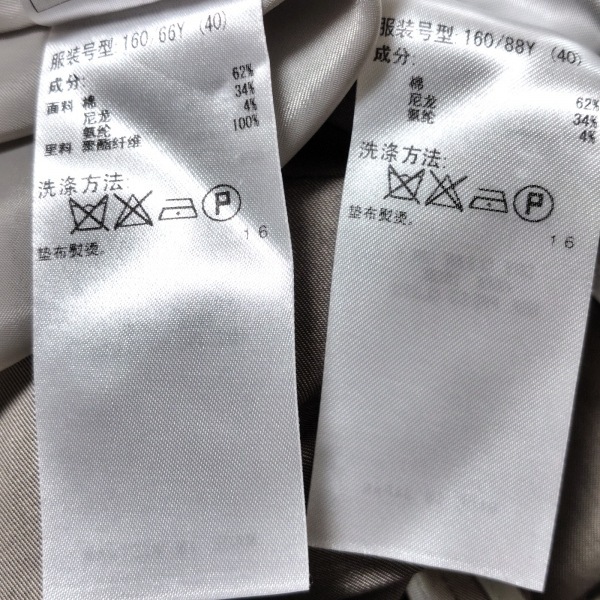 服装号型:160 66Y (40)
成分:
62%
面料 棉 34%
尼龙 4%
氨纶
里料 聚酯纤维 100%
洗涤方法:
P
16
垫布熨烫。
服装号型:160/88Y (40)
成分:
棉 62%
尼龙 34%
氨纶 4%
洗涤方法:
P
16
垫布熨烫。